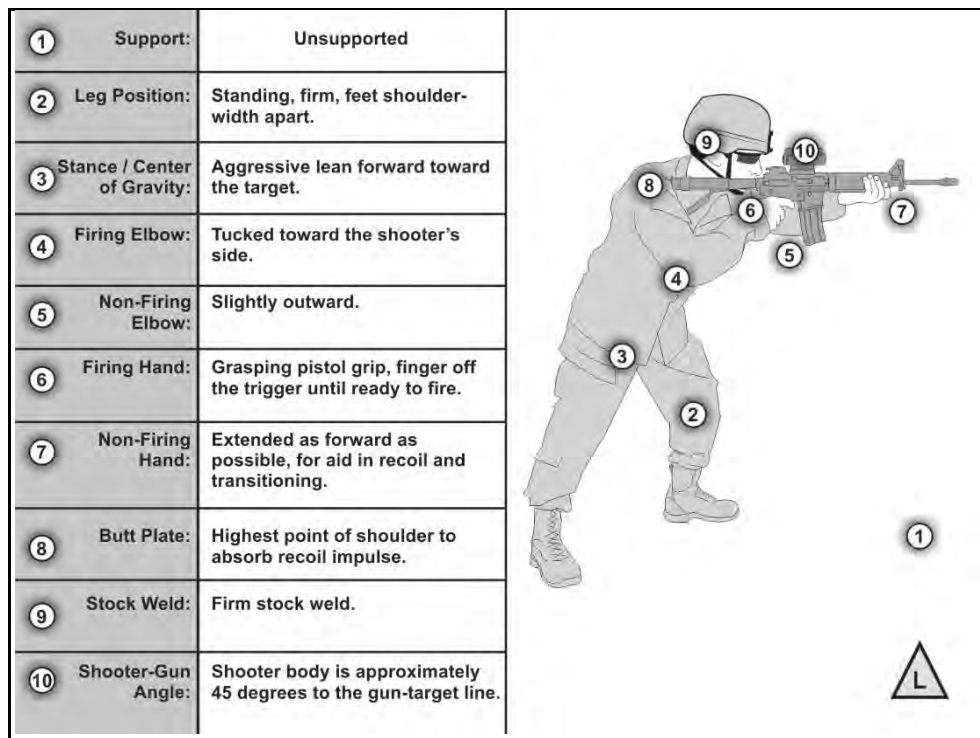 1 Support: Unsupported
2 Leg Position: Standing, firm, feet shoulder-
width apart.
3 Stance / Center
of Gravity: Aggressive lean forward toward
the target.
4 Firing Elbow: Tucked toward the shooter's
side.
5 Non-Firing
Elbow: Slightly outward.
6 Firing Hand: Grasping pistol grip, finger off
the trigger until ready to fire.
7 Non-Firing
Hand: Extended as forward as
possible, for aid in recoil and
transitioning.
8 Butt Plate: Highest point of shoulder to
absorb recoil impulse.
9 Stock Weld: Firm stock weld.
10 Shooter-Gun
Angle: Shooter body is approximately
45 degrees to the gun-target line.
9
10
8
6
7
5
4
3
2
1
L